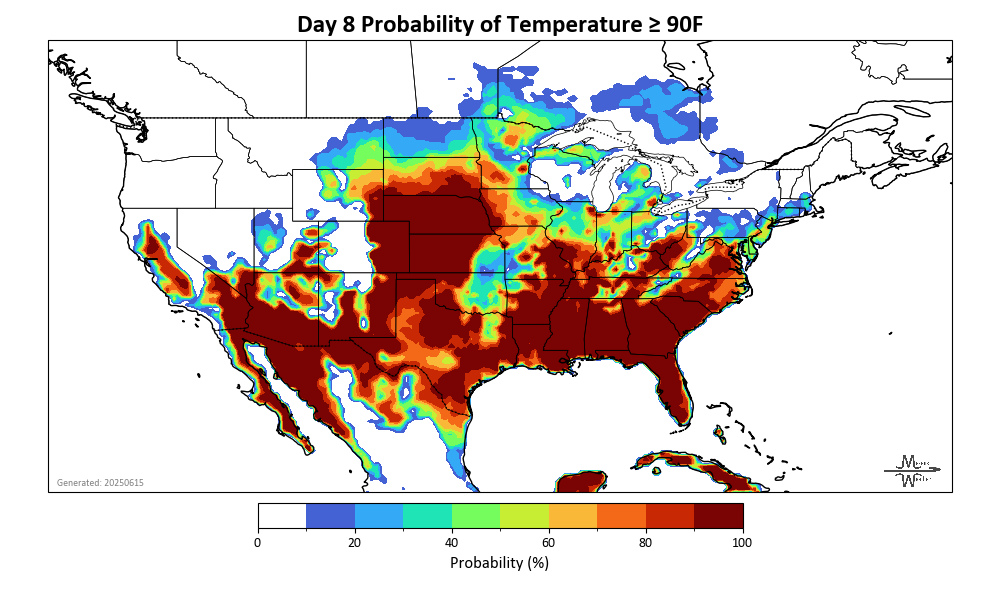 Day 8 Probability of Temperature ≥ 90F
Generated: 20250615
0 20 40 60 80 100
Probability (%)